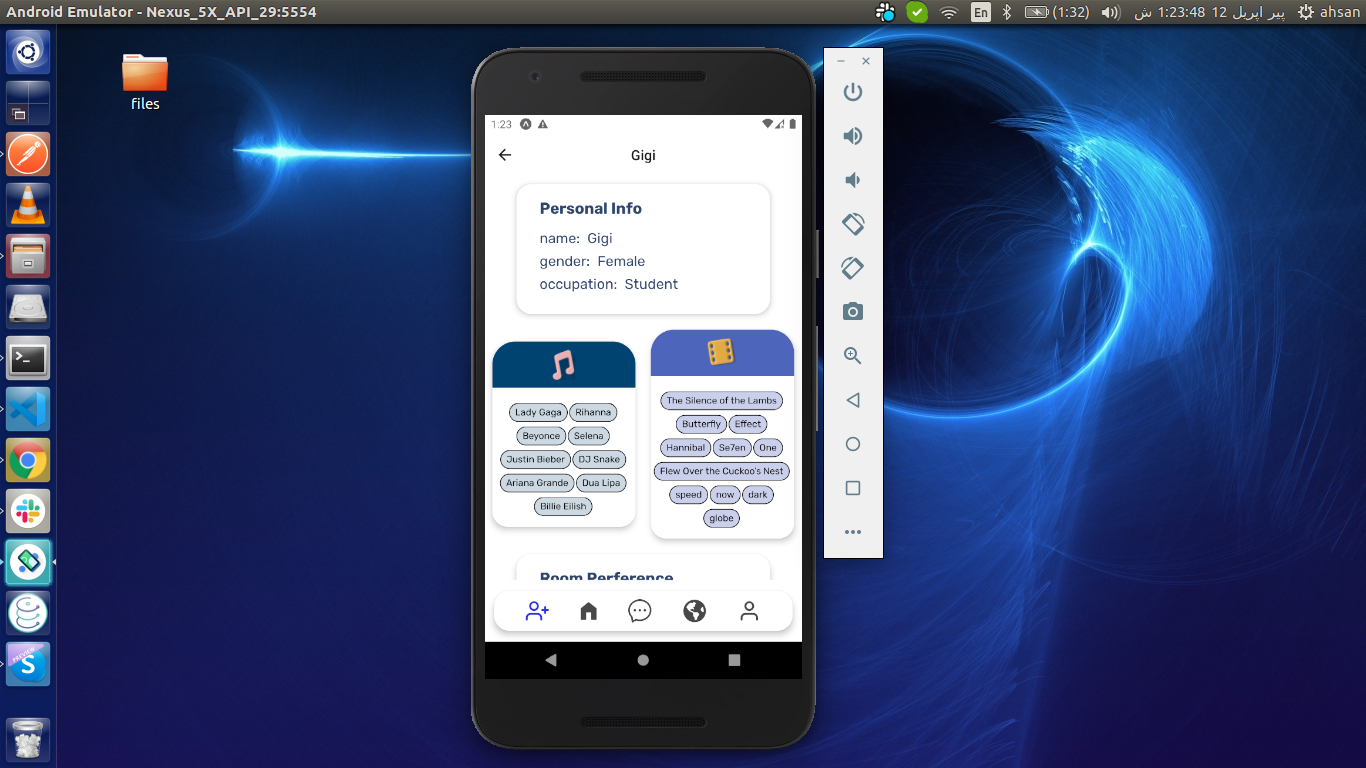 Android Emulator - Nexus_5X_API_29:5554
En
(1:32)
پیر اپریل 12 1:23:48 ش
ahsan
files
1:23
Gigi
Personal Info
name: Gigi
gender: Female
occupation: Student
Lady Gaga Rihanna
Beyonce Selena
Justin Bieber DJ Snake
Ariana Grande Dua Lipa
Billie Eilish
The Silence of the Lambs
Butterfly Effect
Hannibal Se7en One
Flew Over the Cuckoo's Nest
speed now dark
globe
Room Perference
PREVIEW
S